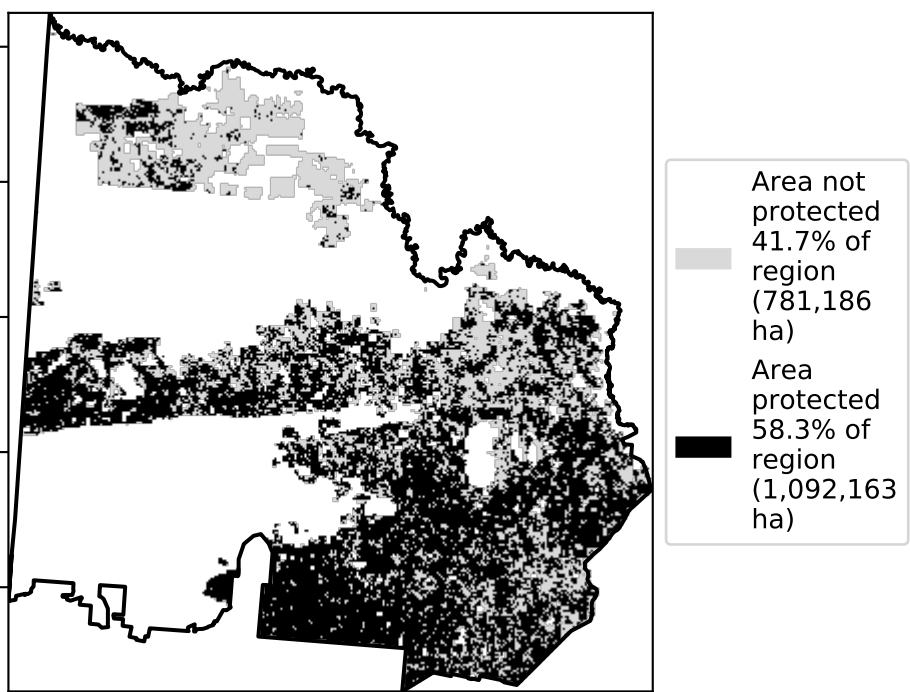 Area not
protected
41.7% of
region
(781,186
ha)
Area
protected
58.3% of
region
(1,092,163
ha)